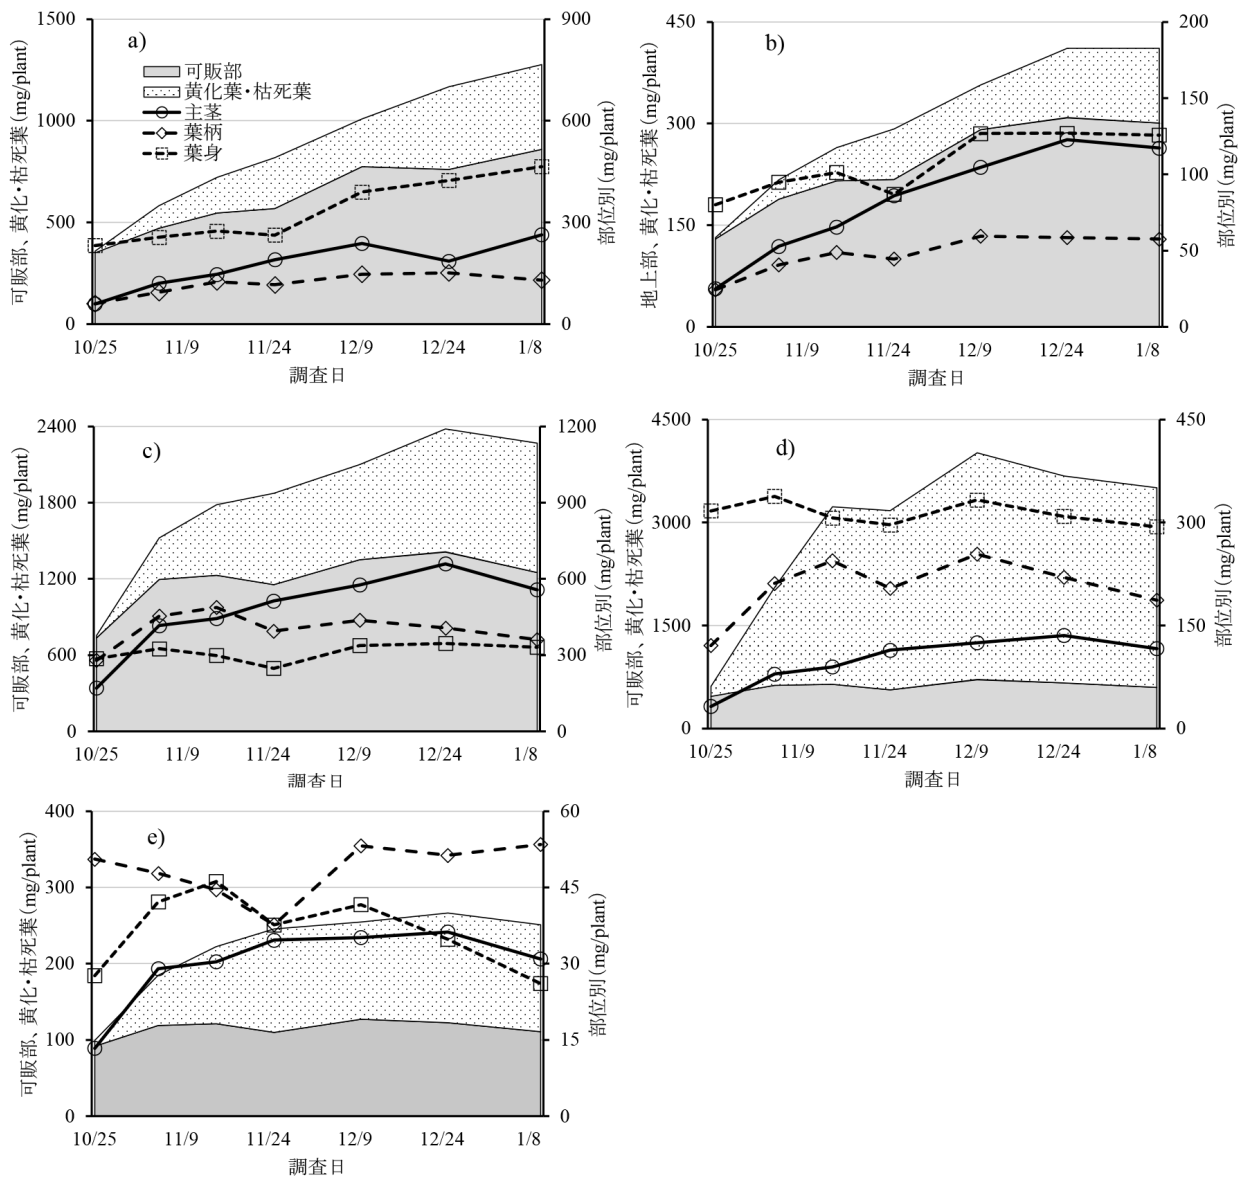 a)
1500
1000
500
0
900
600
300
0
可販部、黄化・枯死葉(mg/plant)
部位別(mg/plant)
可販部
黄化葉・枯死葉
主茎
葉柄
葉身
10/25 11/9 11/24 12/9 12/24 1/8
調査日
b)
450
300
150
0
200
150
100
50
0
地上部、黄化・枯死葉(mg/plant)
部位別(mg/plant)
10/25 11/9 11/24 12/9 12/24 1/8
調査日
c)
2400
1800
1200
600
0
1200
900
600
300
0
可販部、黄化・枯死葉(mg/plant)
部位別(mg/plant)
10/25 11/9 11/24 12/9 12/24 1/8
調査日
d)
4500
3000
1500
0
450
300
150
0
可販部、黄化・枯死葉(mg/plant)
部位別(mg/plant)
10/25 11/9 11/24 12/9 12/24 1/8
調査日
e)
400
300
200
100
0
60
45
30
15
0
可販部、黄化・枯死葉(mg/plant)
部位別(mg/plant)
10/25 11/9 11/24 12/9 12/24 1/8
調査日